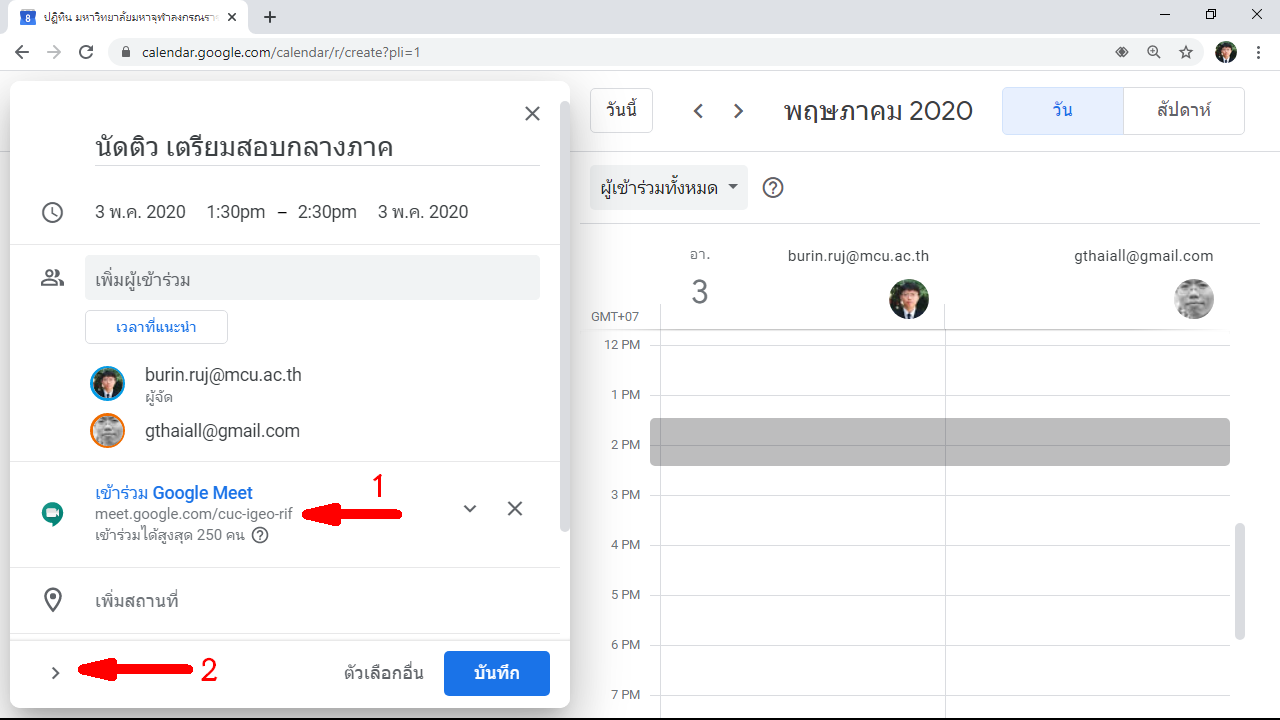 ปฏิทิน มหาวิทยาลัยมหาจุฬาลงกรณรา
calendar.google.com/calendar/r/create?pli=1
นัดติว เตรียมสอบกลางภาค
3 พ.ค. 2020 1:30pm – 2:30pm 3 พ.ค. 2020
เพิ่มผู้เข้าร่วม
เวลาที่แนะนำ
burin.ruj@mcu.ac.th
ผู้จัด
gthaiall@gmail.com
เข้าร่วม Google Meet
meet.google.com/cuc-igeo-rif
เข้าร่วมได้สูงสุด 250 คน
1
เพิ่มสถานที่
2
ตัวเลือกอื่น
บันทึก
วันนี้
พฤษภาคม 2020
วัน
สัปดาห์
ผู้เข้าร่วมทั้งหมด
อา.
3
burin.ruj@mcu.ac.th
gthaiall@gmail.com
GMT+07
12 PM
1 PM
2 PM
3 PM
4 PM
5 PM
6 PM
7 PM